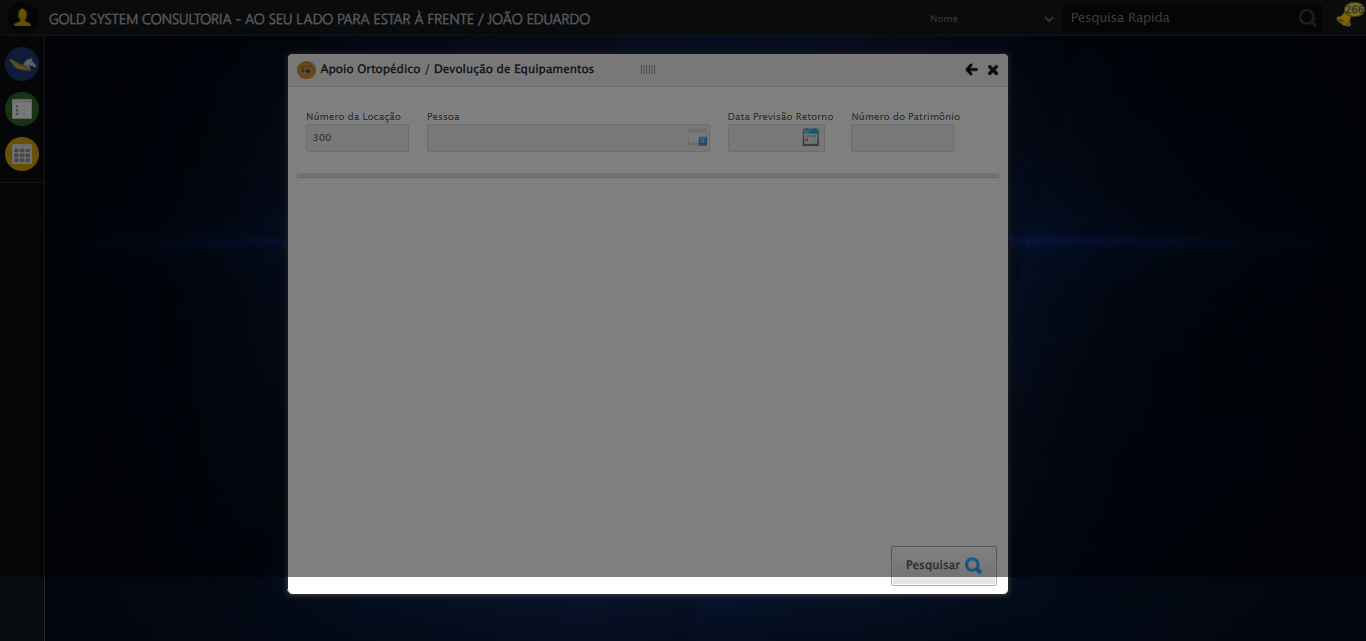 GOLD SYSTEM CONSULTORIA - AO SEU LADO PARA ESTAR À FRENTE / JOÃO EDUARDO
Nome
Pesquisa Rapida
266
Apoio Ortopédico / Devolução de Equipamentos
Número da Locação
Pessoa
Data Previsão Retorno
Número do Patrimônio
300
Pesquisar